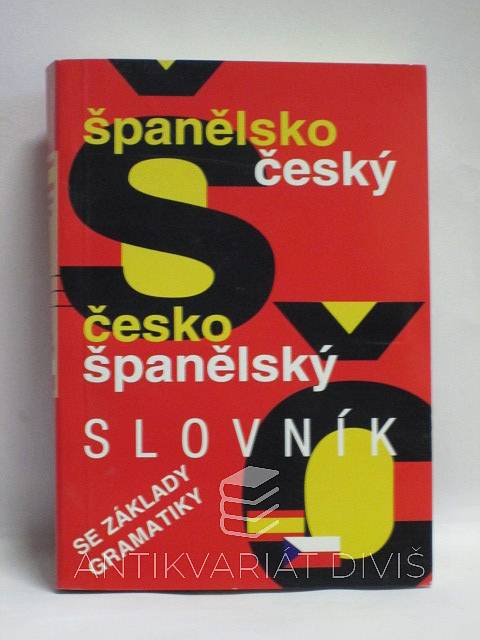 španělsko
český
česko
španělský
SLOVNÍK
SE ZÁKLADY
GRAMATIKY
ANTIKVARIÁT DIVIŠ
Š
Č